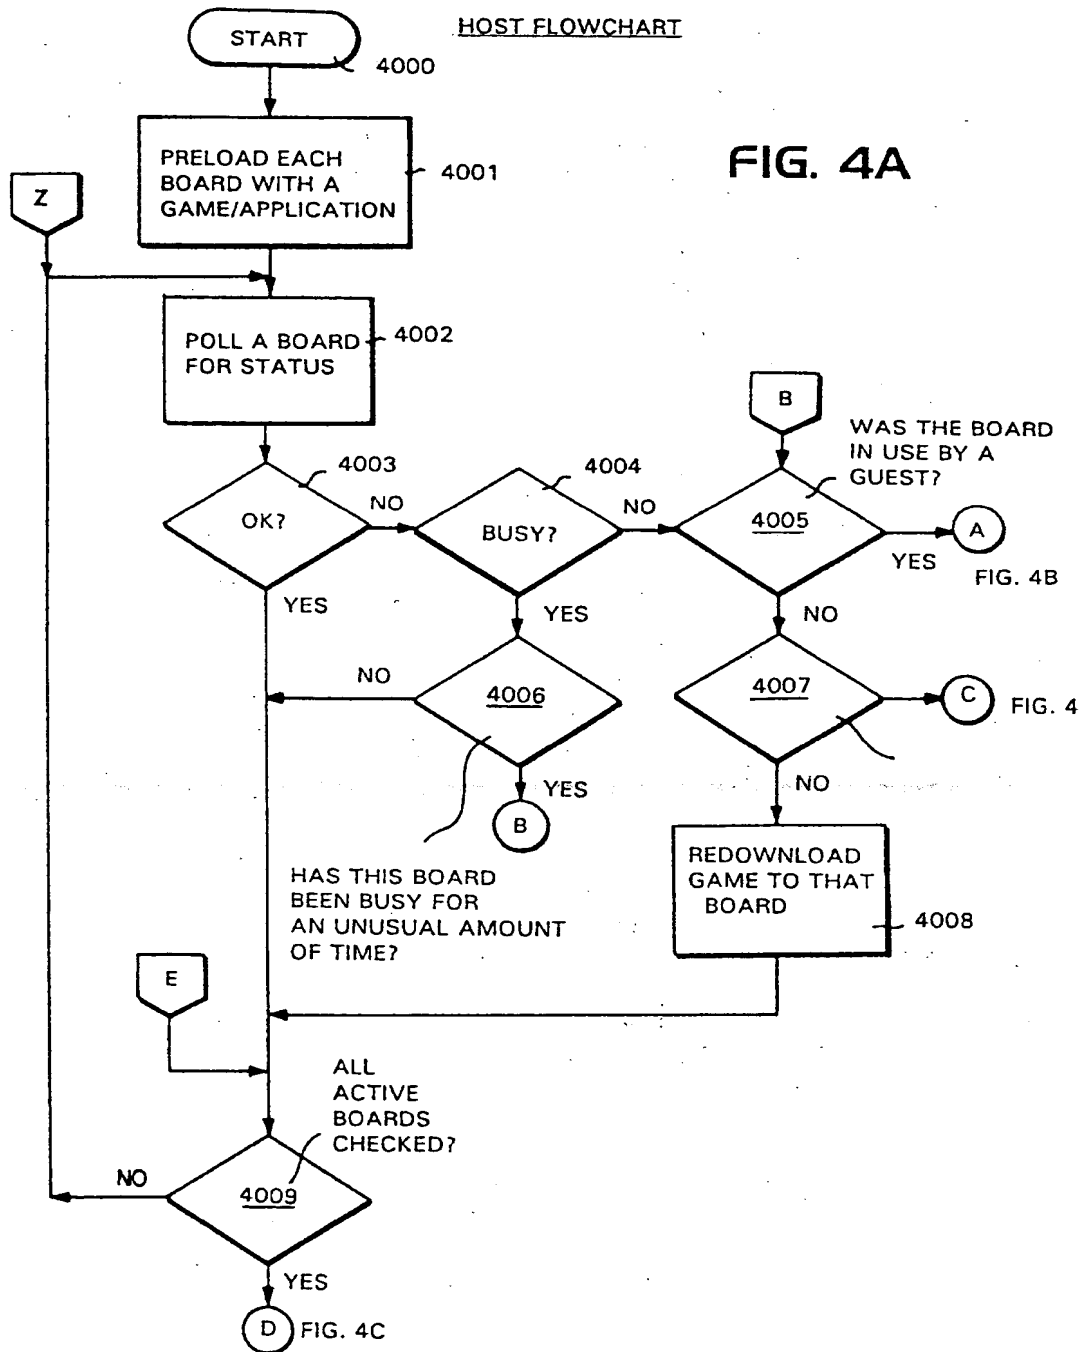 HOST FLOWCHART
START
4000
FIG. 4A
PRELOAD EACH
BOARD WITH A
GAME/APPLICATION
4001
Z
POLL A BOARD
FOR STATUS
4002
B
WAS THE BOARD
IN USE BY A
GUEST?
4003
OK?
NO
4004
BUSY?
NO
4005
YES
A
FIG. 4B
YES
YES
NO
NO
4006
4007
C
FIG. 4
YES
B
NO
HAS THIS BOARD
BEEN BUSY FOR
AN UNUSUAL AMOUNT
OF TIME?
REDOWNLOAD
GAME TO THAT
BOARD
4008
E
ALL
ACTIVE
BOARDS
CHECKED?
NO
4009
YES
D
FIG. 4C